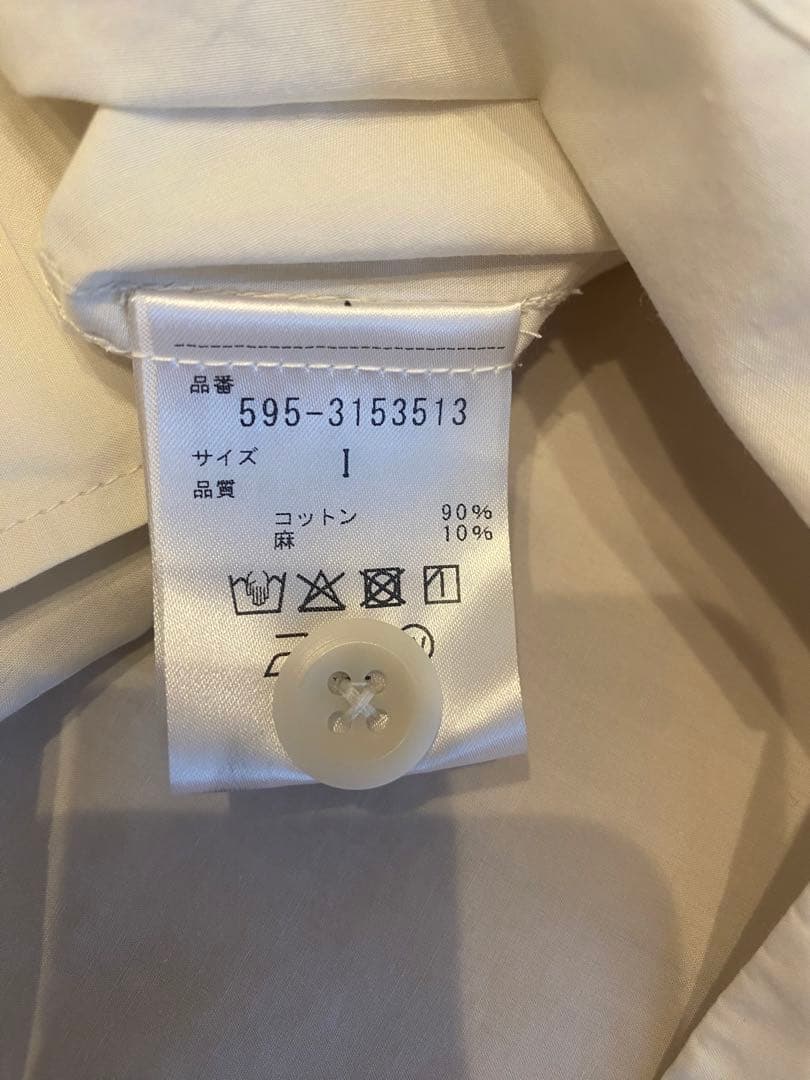 品番
595-3153513
サイズ I
品質
コットン 90%
麻 10%